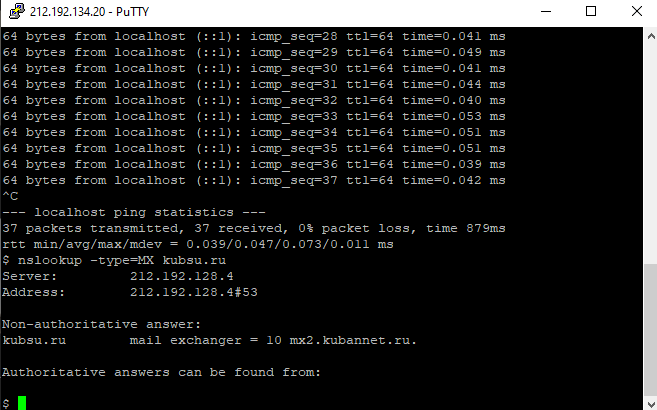 212.192.134.20 - PuTTY
64 bytes from localhost (::1): icmp_seq=28 ttl=64 time=0.041 ms
64 bytes from localhost (::1): icmp_seq=29 ttl=64 time=0.049 ms
64 bytes from localhost (::1): icmp_seq=30 ttl=64 time=0.041 ms
64 bytes from localhost (::1): icmp_seq=31 ttl=64 time=0.044 ms
64 bytes from localhost (::1): icmp_seq=32 ttl=64 time=0.040 ms
64 bytes from localhost (::1): icmp_seq=33 ttl=64 time=0.053 ms
64 bytes from localhost (::1): icmp_seq=34 ttl=64 time=0.051 ms
64 bytes from localhost (::1): icmp_seq=35 ttl=64 time=0.051 ms
64 bytes from localhost (::1): icmp_seq=36 ttl=64 time=0.039 ms
64 bytes from localhost (::1): icmp_seq=37 ttl=64 time=0.042 ms
^C
--- localhost ping statistics ---
37 packets transmitted, 37 received, 0% packet loss, time 879ms
rtt min/avg/max/mdev = 0.039/0.047/0.073/0.011 ms
$ nslookup -type=MX kubsu.ru
Server:         212.192.128.4
Address:        212.192.128.4#53

Non-authoritative answer:
kubsu.ru        mail exchanger = 10 mx2.kubannet.ru.

Authoritative answers can be found from:

$